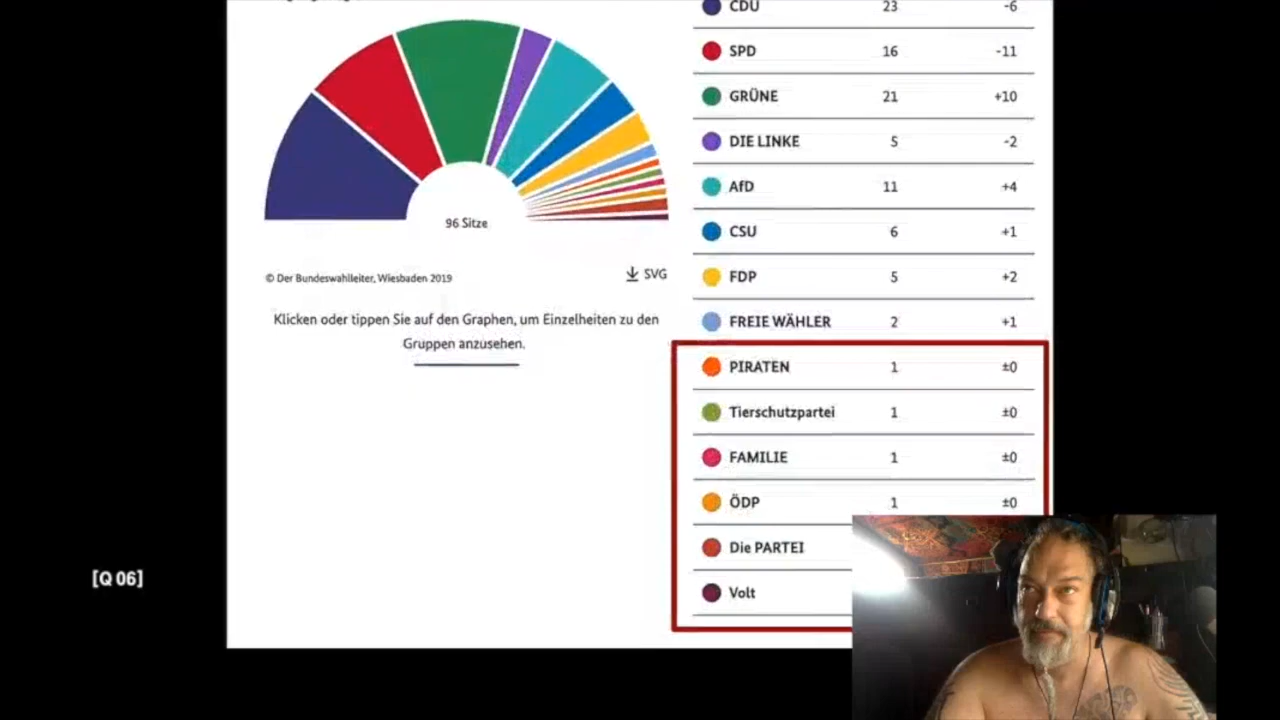 CDU 23 -6
SPD 16 -11
GRÜNE 21 +10
DIE LINKE 5 -2
AfD 11 +4
CSU 6 +1
96 Sitze
© Der Bundeswahlleiter, Wiesbaden 2019
SVG
FDP 5 +2
Klicken oder tippen Sie auf den Graphen, um Einzelheiten zu den
Gruppen anzusehen.
FREIE WÄHLER 2 +1
PIRATEN 1 ±0
Tierschutzpartei 1 ±0
FAMILIE 1 ±0
ÖDP 1 ±0
Die PARTEI
Volt
[Q 06]